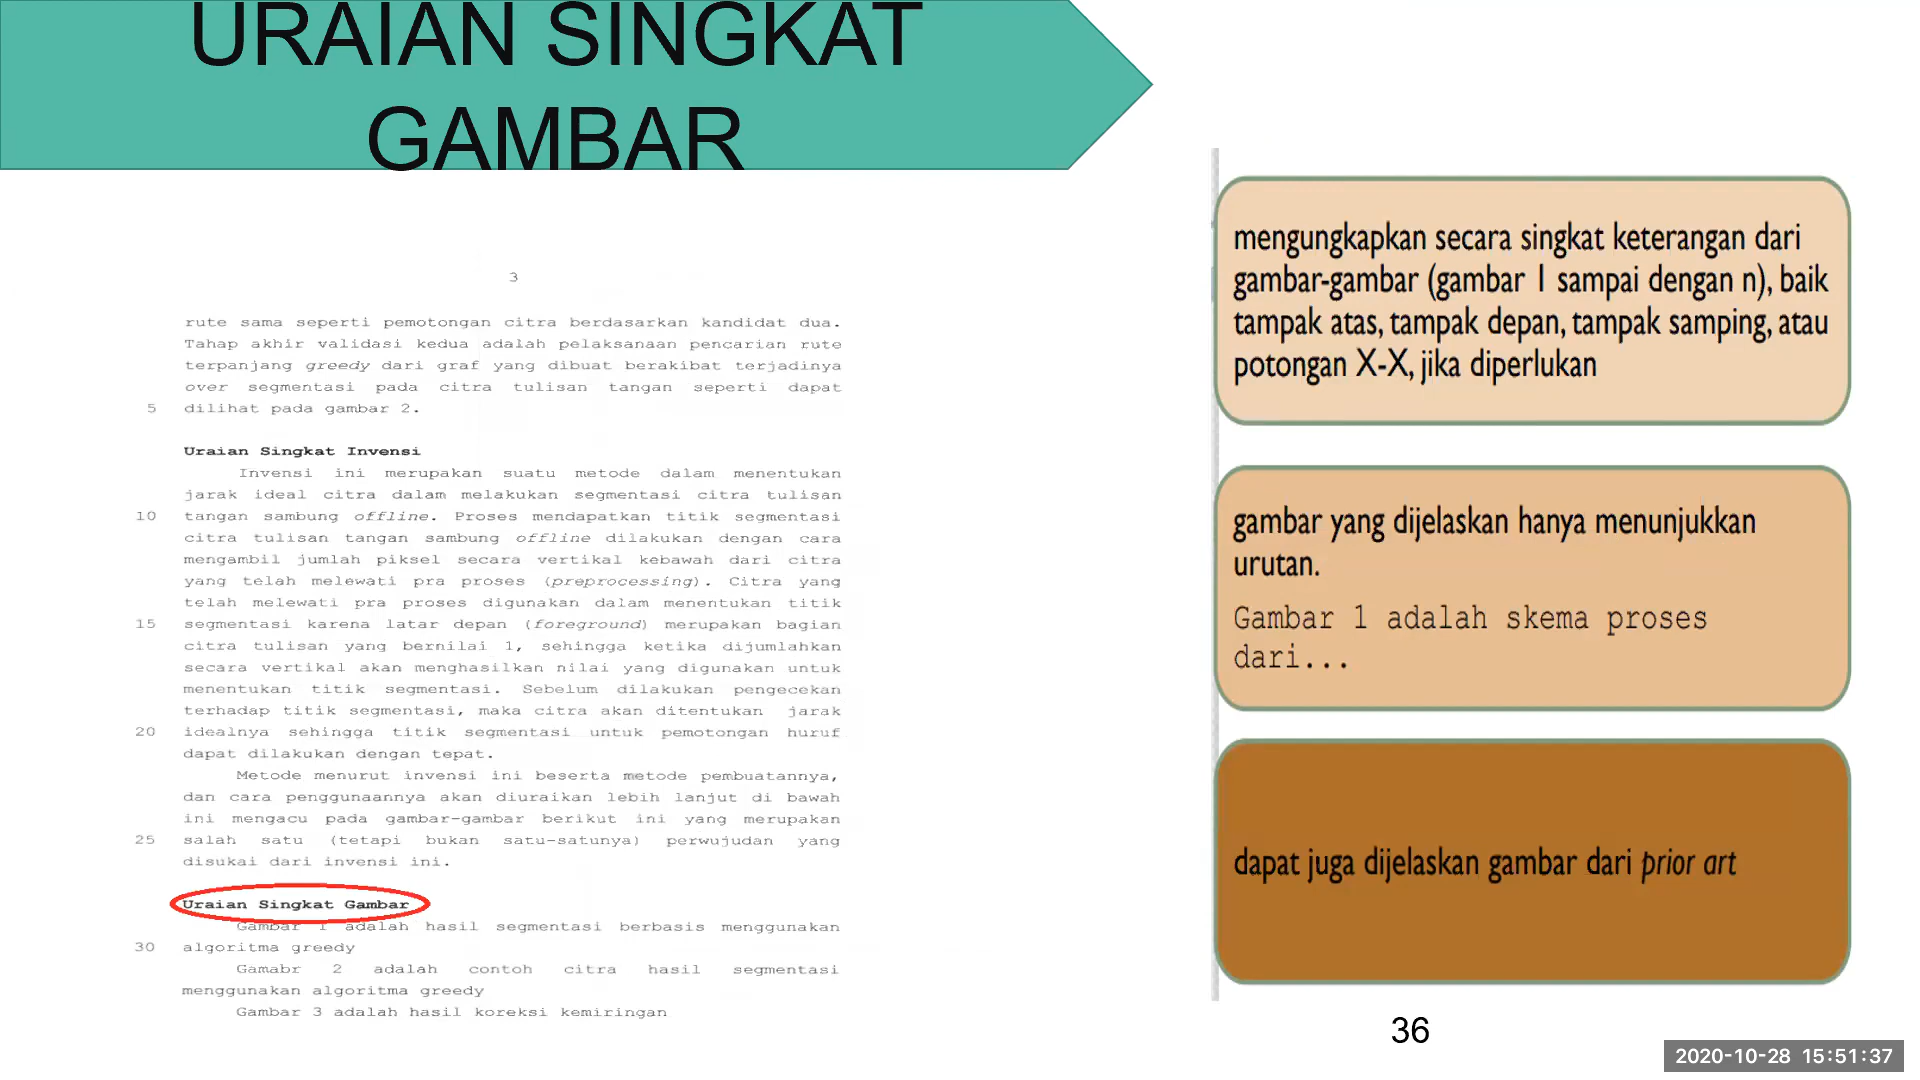 URAIAN SINGKAT
GAMBAR
3
rute sama seperti pemotongan citra berdasarkan kandidat dua.
Tahap akhir validasi kedua adalah pelaksanaan pencarian rute
terpanjang greedy dari graf yang dibuat berakibat terjadinya
over segmentasi pada citra tulisan tangan seperti dapat
5 dilihat pada gambar 2.
Uraian Singkat Invensi
Invensi ini merupakan suatu metode dalam menentukan
jarak ideal citra dalam melakukan segmentasi citra tulisan
10 tangan sambung offline. Proses mendapatkan titik segmentasi
citra tulisan tangan sambung offline dilakukan dengan cara
mengambil jumlah piksel secara vertikal kebawah dari citra
yang telah melewati pra proses (preprocessing). Citra yang
telah melewati pra proses digunakan dalam menentukan titik
15 segmentasi karena latar depan (foreground) merupakan bagian
citra tulisan yang bernilai 1, sehingga ketika dijumlahkan
secara vertikal akan menghasilkan nilai yang digunakan untuk
menentukan titik segmentasi. Sebelum dilakukan pengecekan
terhadap titik segmentasi, maka citra akan ditentukan jarak
20 idealnya sehingga titik segmentasi untuk pemotongan huruf
dapat dilakukan dengan tepat.
Metode menurut invensi ini beserta metode pembuatannya,
dan cara penggunaannya akan diuraikan lebih lanjut di bawah
ini mengacu pada gambar-gambar berikut ini yang merupakan
25 salah satu (tetapi bukan satu-satunya) perwujudan yang
disukai dari invensi ini.
Uraian Singkat Gambar
Gambar 1 adalah hasil segmentasi berbasis menggunakan
30 algoritma greedy
Gamabr 2 adalah contoh citra hasil segmentasi
menggunakan algoritma greedy
Gambar 3 adalah hasil koreksi kemiringan
mengungkapkan secara singkat keterangan dari
gambar-gambar (gambar 1 sampai dengan n), baik
tampak atas, tampak depan, tampak samping, atau
potongan X-X, jika diperlukan
gambar yang dijelaskan hanya menunjukkan
urutan.
Gambar 1 adalah skema proses
dari...
dapat juga dijelaskan gambar dari prior art
36
2020-10-28 15:51:37